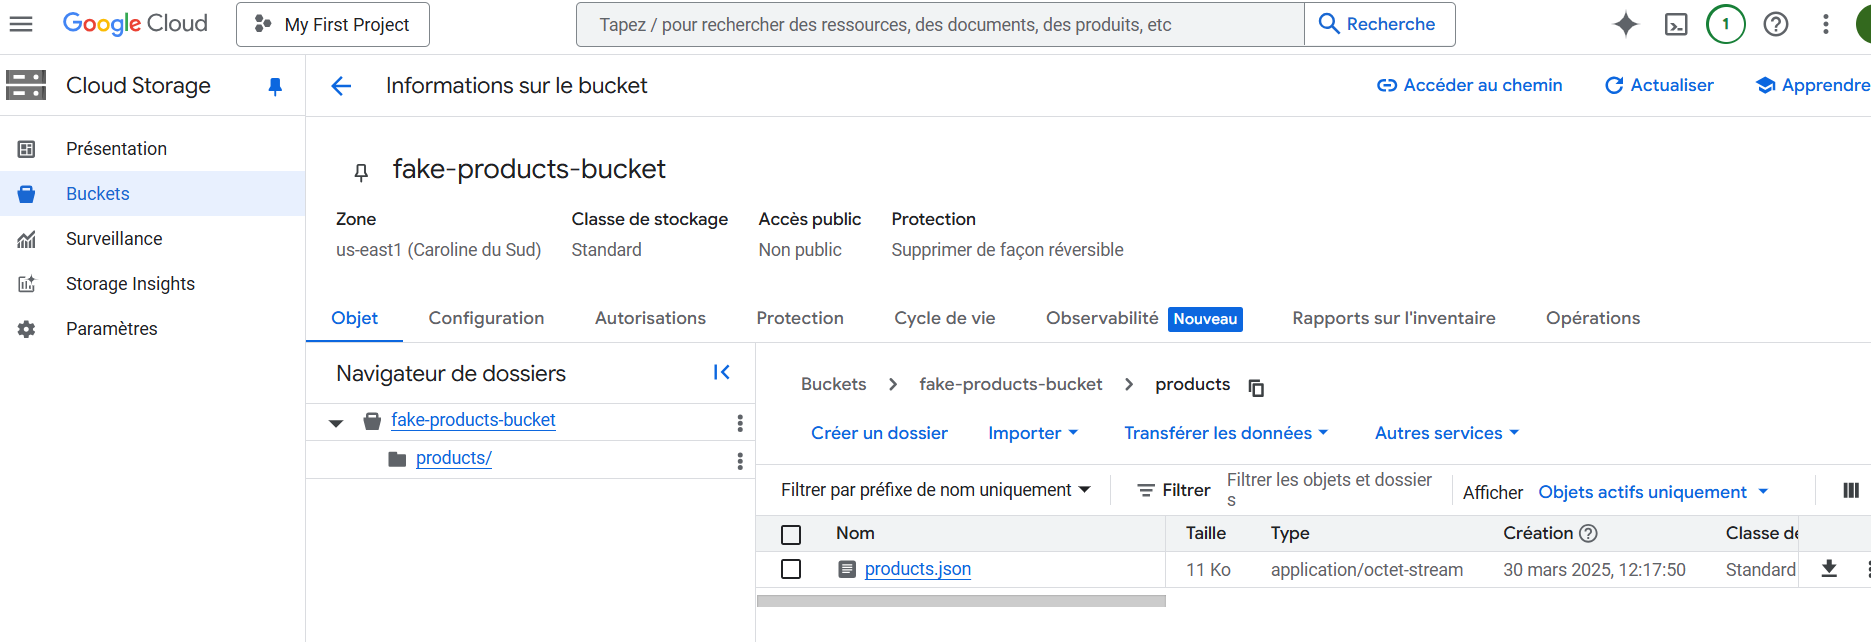 Google Cloud
My First Project
Tapez / pour rechercher des ressources, des documents, des produits, etc
Recherche
1
Cloud Storage
Informations sur le bucket
Accéder au chemin
Actualiser
Apprendre
Présentation
Buckets
Surveillance
Storage Insights
Paramètres
fake-products-bucket
Zone
us-east1 (Caroline du Sud)
Classe de stockage
Standard
Accès public
Non public
Protection
Supprimer de façon réversible
Objet
Configuration
Autorisations
Protection
Cycle de vie
Observabilité Nouveau
Rapports sur l'inventaire
Opérations
Navigateur de dossiers
fake-products-bucket
products/
Buckets > fake-products-bucket > products
Créer un dossier
Importer
Transférer les données
Autres services
Filtrer par préfixe de nom uniquement
Filtrer
Filtrer les objets et dossier
s
Afficher
Objets actifs uniquement
Nom
Taille
Type
Création
Classe de
products.json
11 Ko
application/octet-stream
30 mars 2025, 12:17:50
Standard